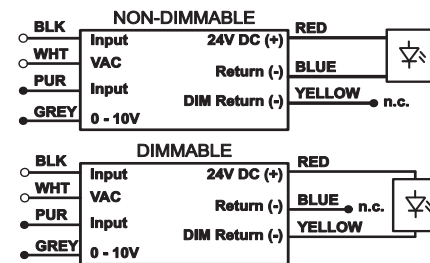 NON-DIMMABLE
BLK Input 24V DC (+) RED
WHT VAC
Return (-) BLUE
PUR Input
DIM Return (-) YELLOW n.c.
GREY 0 - 10V
DIMMABLE
BLK Input 24V DC (+) RED
WHT VAC
Return (-) BLUE n.c.
PUR Input
DIM Return (-) YELLOW
GREY 0 - 10V